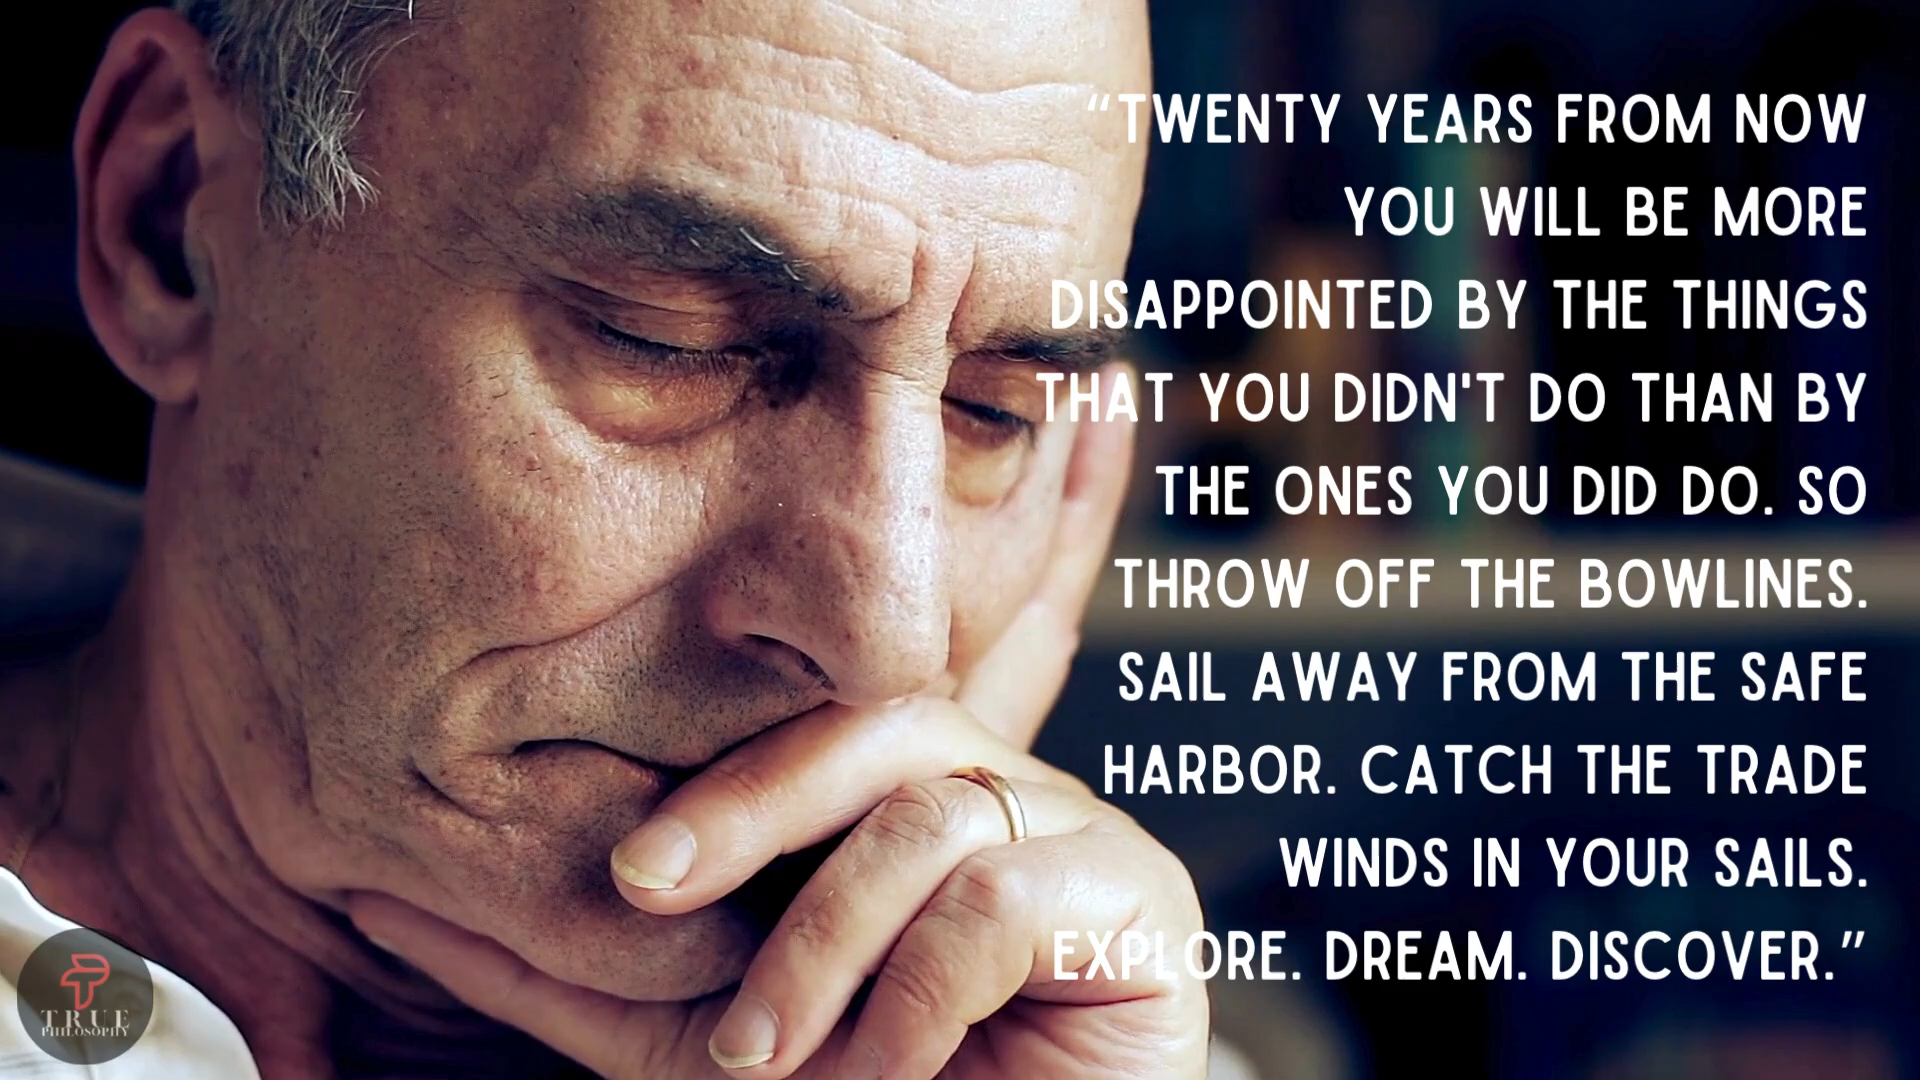 “TWENTY YEARS FROM NOW
YOU WILL BE MORE
DISAPPOINTED BY THE THINGS
THAT YOU DIDN'T DO THAN BY
THE ONES YOU DID DO. SO
THROW OFF THE BOWLINES.
SAIL AWAY FROM THE SAFE
HARBOR. CATCH THE TRADE
WINDS IN YOUR SAILS.
EXPLORE. DREAM. DISCOVER.”
TRUE
PHILOSOPHY